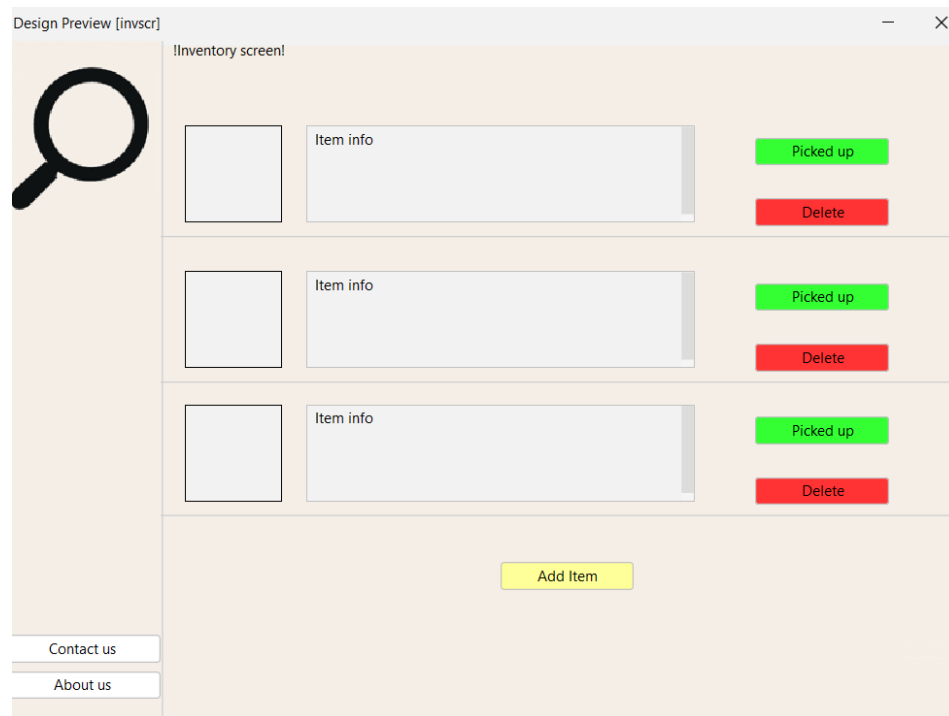 Design Preview [invscr]
!Inventory screen!
Item info
Picked up
Delete
Item info
Picked up
Delete
Item info
Picked up
Delete
Add Item
Contact us
About us